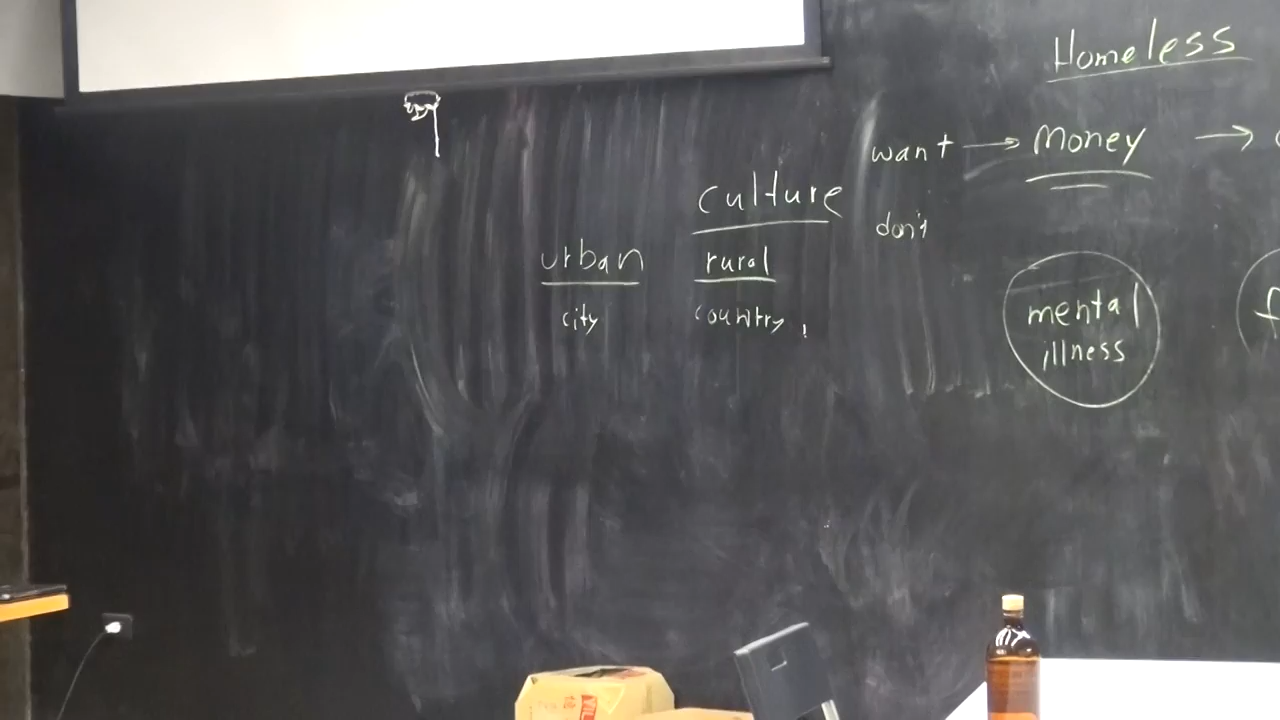 Homeless
want → Money →
don't
culture
urban rural
city country
mental
illness